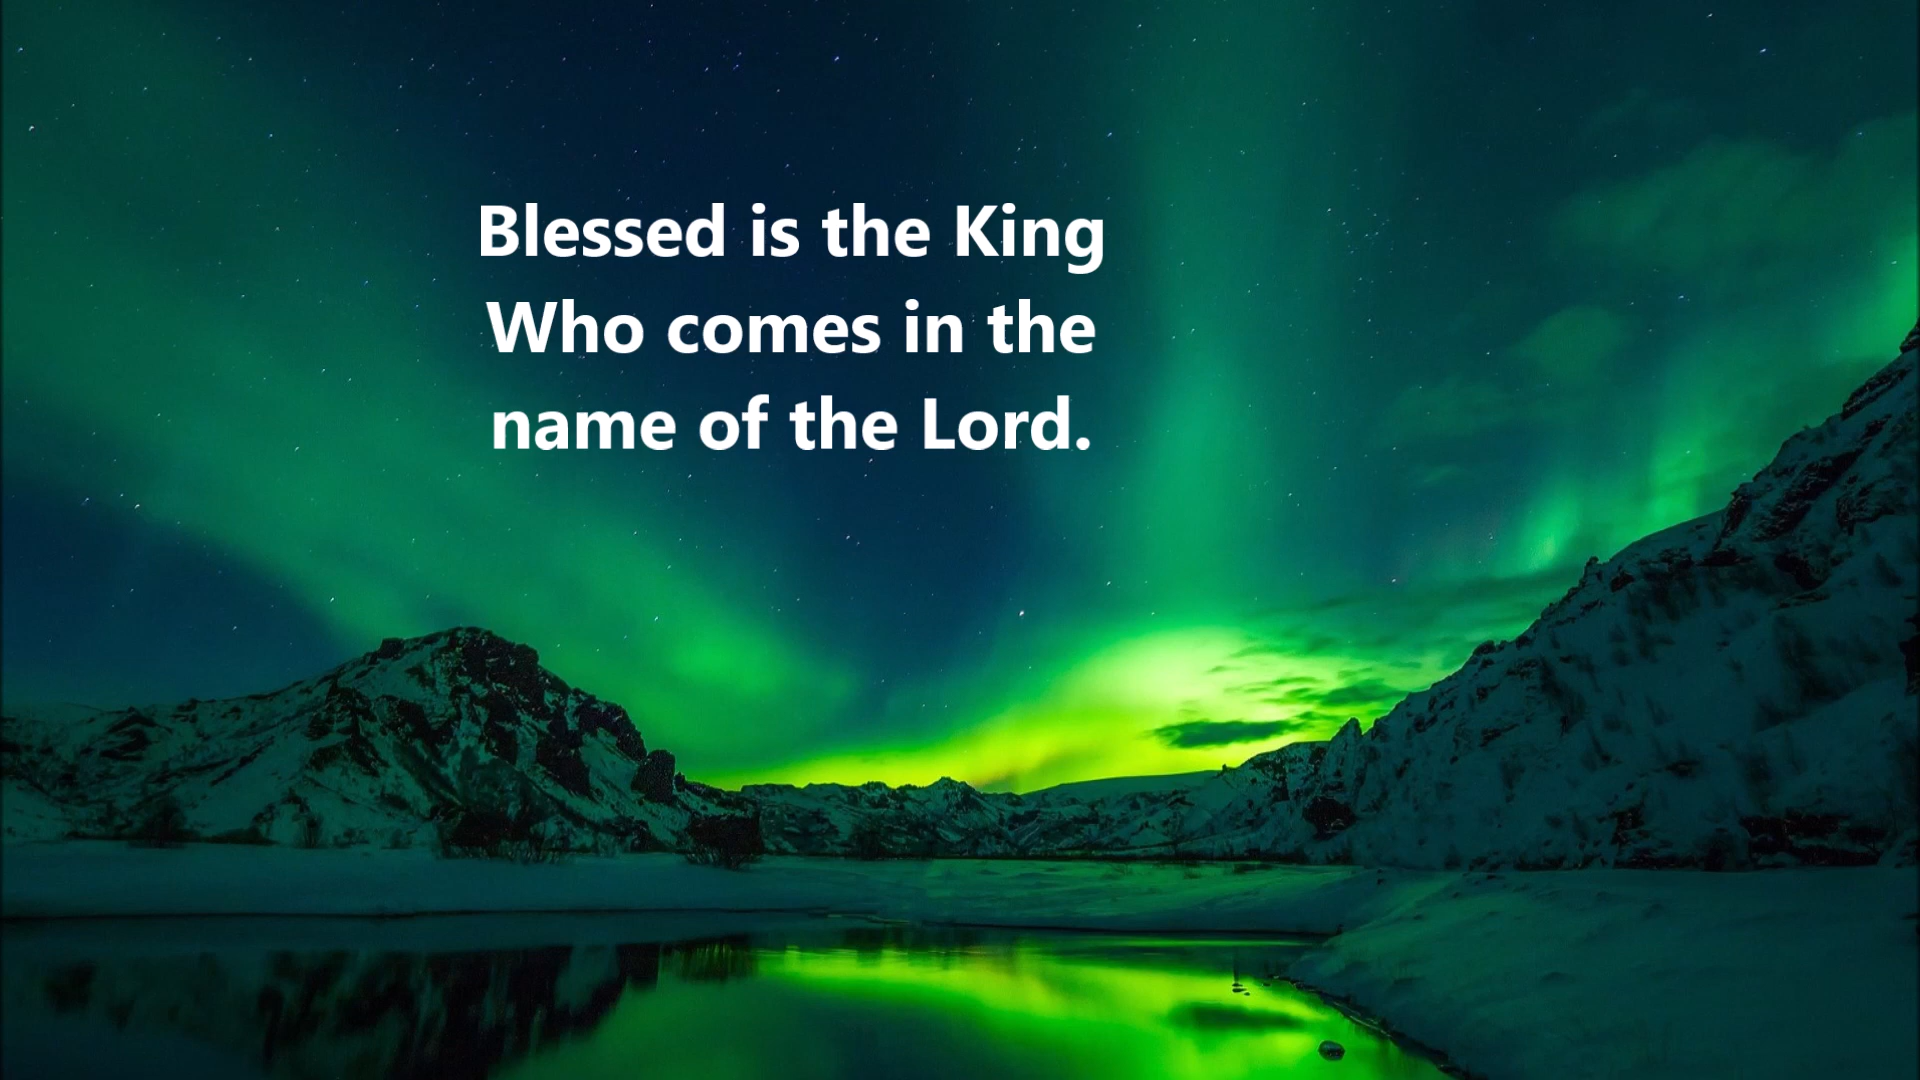 Blessed is the King
Who comes in the
name of the Lord.